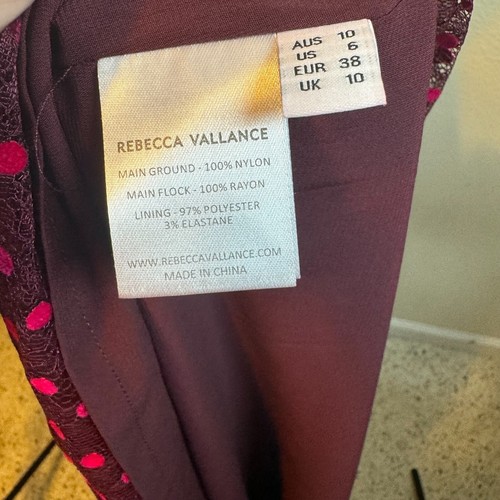 AUS 10
US 6
EUR 38
UK 10
REBECCA VALLANCE
MAIN GROUND - 100% NYLON
MAIN FLOCK - 100% RAYON
LINING - 97% POLYESTER
3% ELASTANE
WWW.REBECCAVALLANCE.COM
MADE IN CHINA